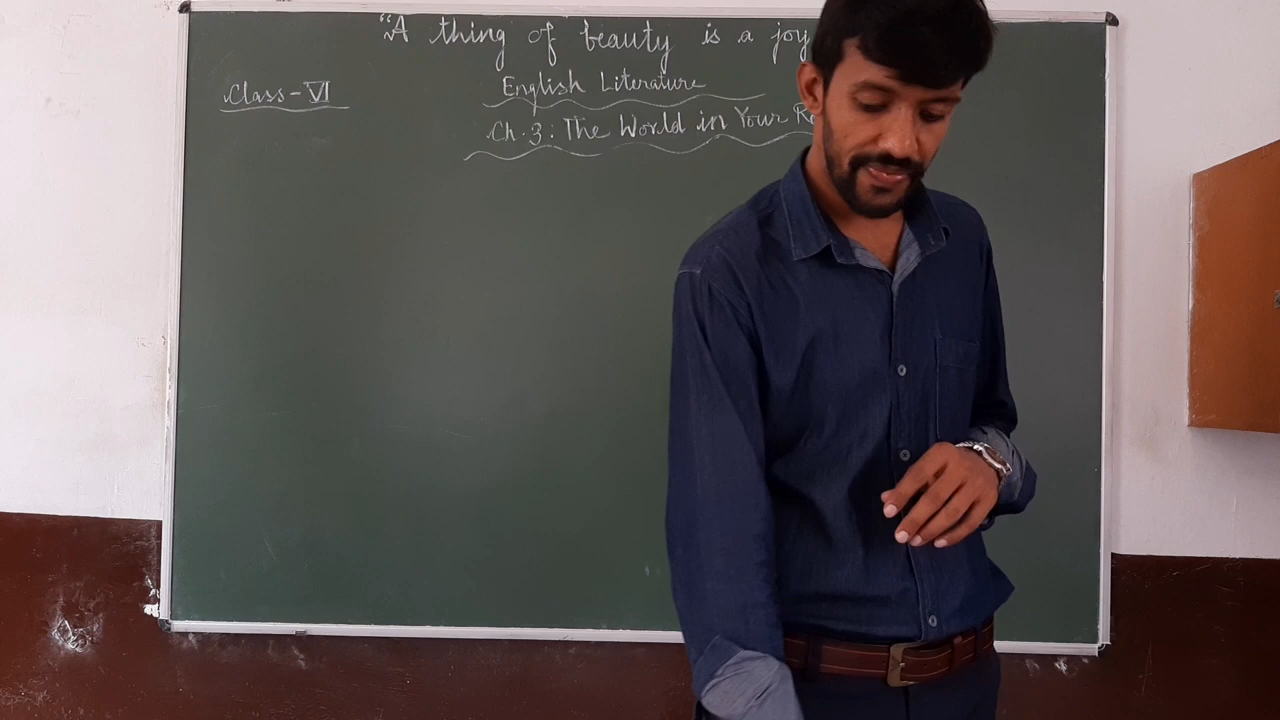 “A thing of beauty is a joy
Class-VI
English Literature
Ch.3: The World in Your